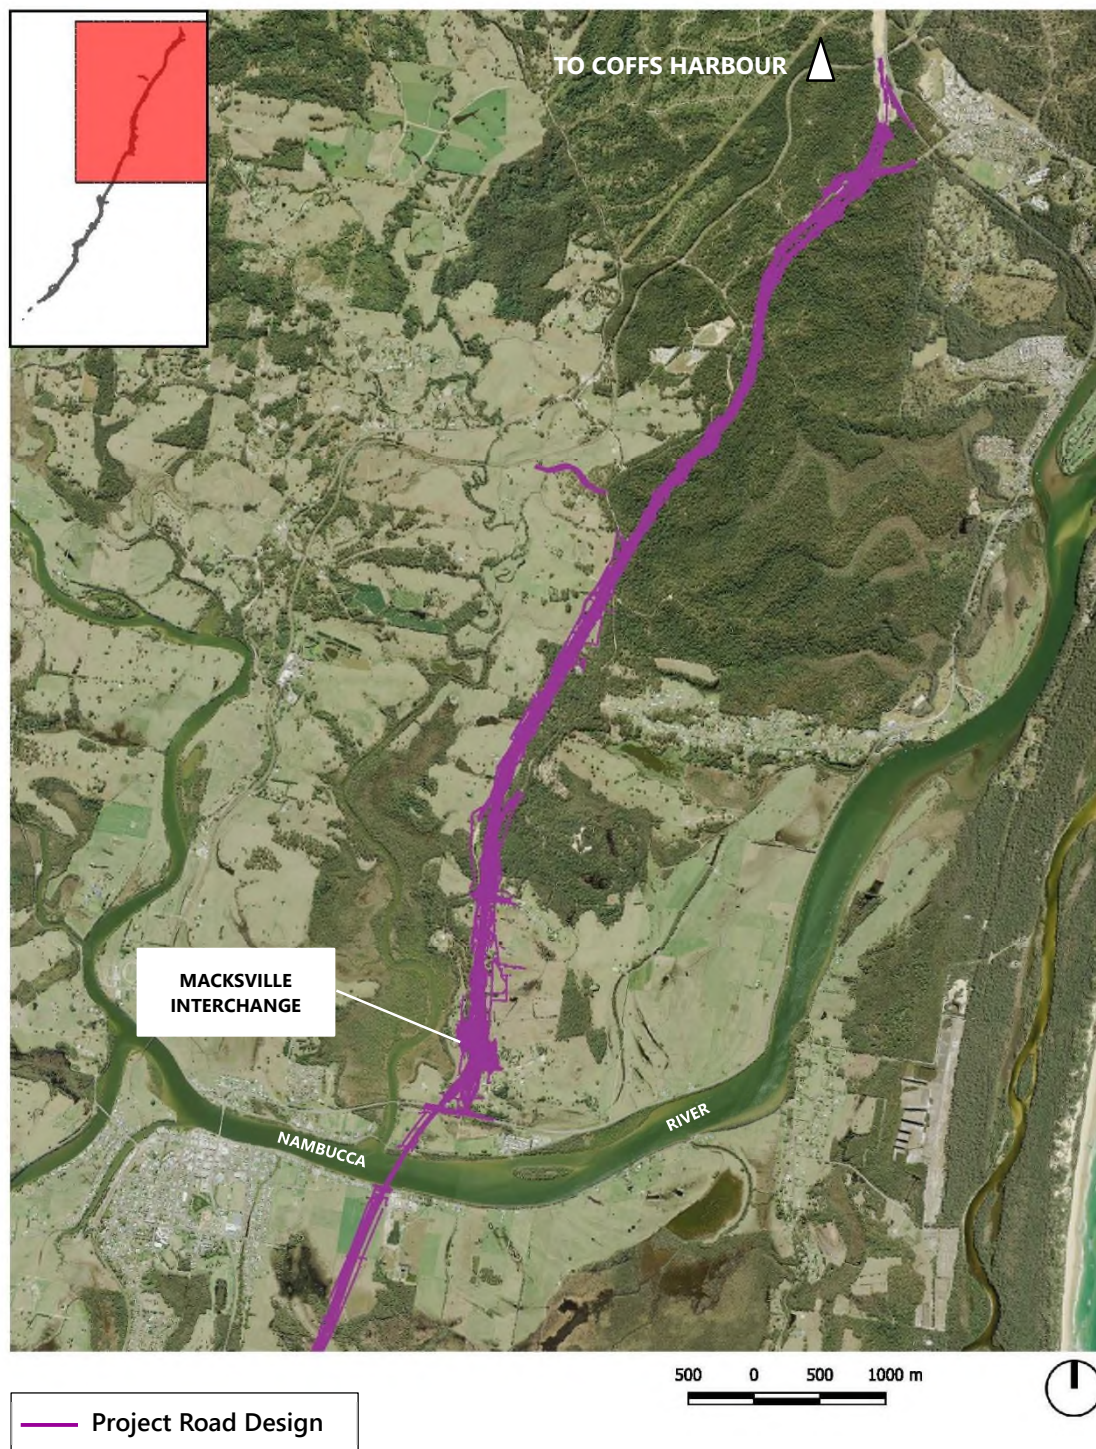 TO COFFS HARBOUR
MACKSVILLE
INTERCHANGE
NAMBUCCA
RIVER
500 0 500 1000 m
Project Road Design